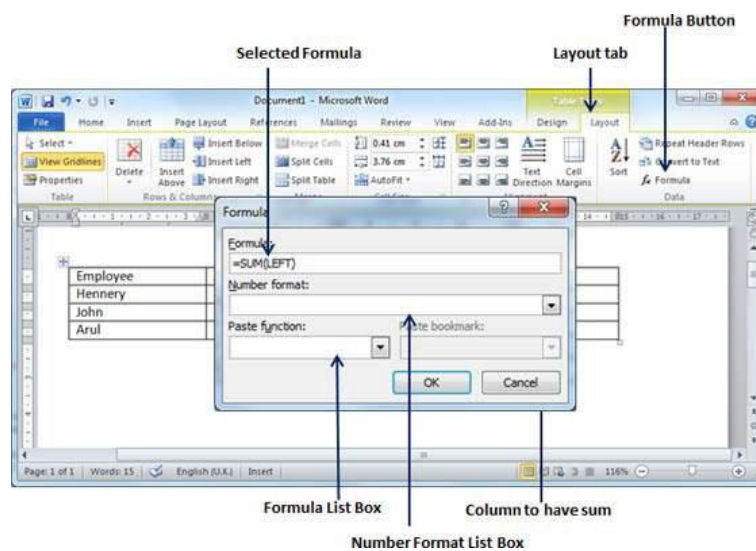 Formula Button
Selected Formula
Layout tab
Document1 - Microsoft Word
File Home Insert Page Layout References Mailings Review View Add-Ins Design Layout
Select
View Gridlines
Properties
Table
Delete
Insert Above
Insert Below
Insert Left
Insert Right
Rows & Columns
Merge Cells
Split Cells
Split Table
0.41 cm
3.76 cm
AutoFit
Text Direction
Cell Margins
Sort
Repeat Header Rows
Convert to Text
fx Formula
Data
Formula
Formula:
=SUM(LEFT)
Number format:
Paste function:
Paste bookmark:
OK Cancel
Employee
Hennery
John
Arul
Page: 1 of 1 Words: 15 English (U.K.) Insert 116%
Formula List Box
Column to have sum
Number Format List Box